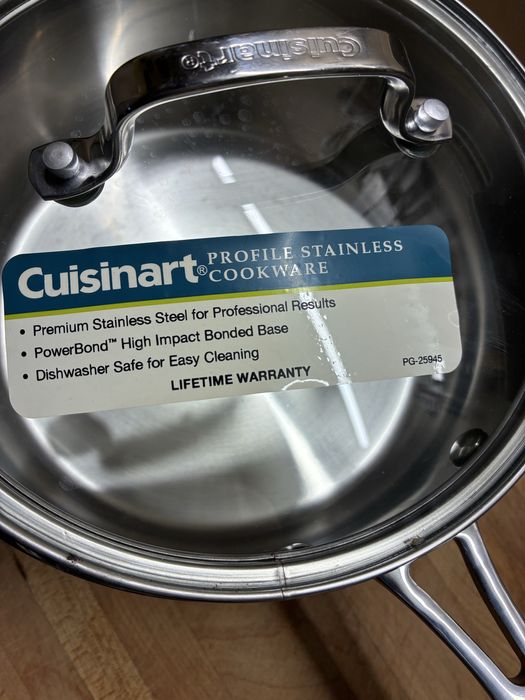 Cuisinart
Cuisinart® PROFILE STAINLESS
COOKWARE
• Premium Stainless Steel for Professional Results
• PowerBond™ High Impact Bonded Base
• Dishwasher Safe for Easy Cleaning
LIFETIME WARRANTY
PG-25945